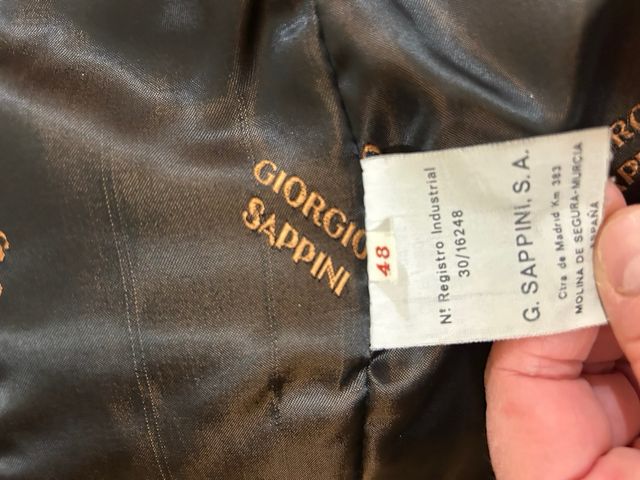 GIORGIO
SAPPINI
48
Nº Registro Industrial
30/16248
G. SAPPINI, S. A.
Ctra de Madrid Km 383
MOLINA DE SEGURA-MURCIA
ESPAÑA